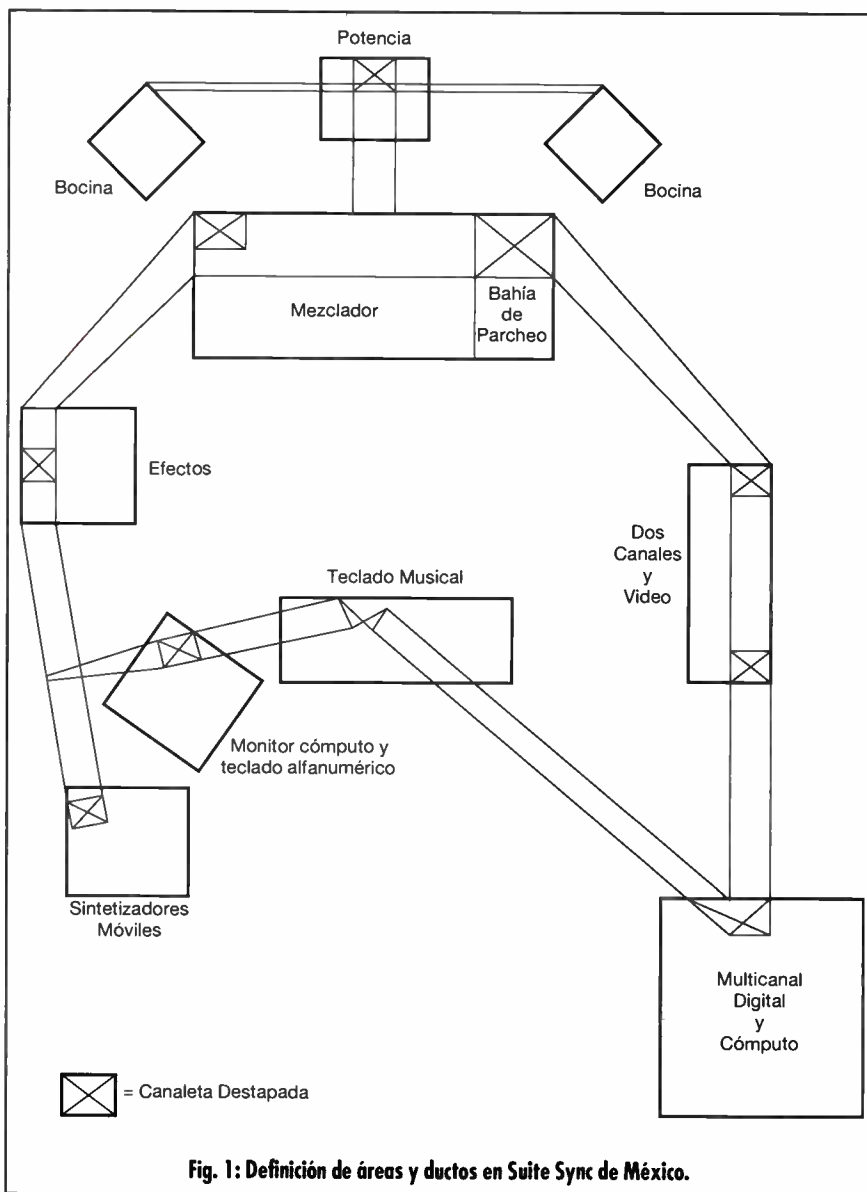 Potencia
Bocina
Bocina
Mezclador
Bahía
de
Parcheo
Efectos
Dos
Canales
y
Video
Teclado Musical
Monitor cómputo y
teclado alfanumérico
Sintetizadores
Móviles
Multicanal
Digital
y
Cómputo
= Canaleta Destapada
Fig. 1: Definición de áreas y ductos en Suite Sync de México.